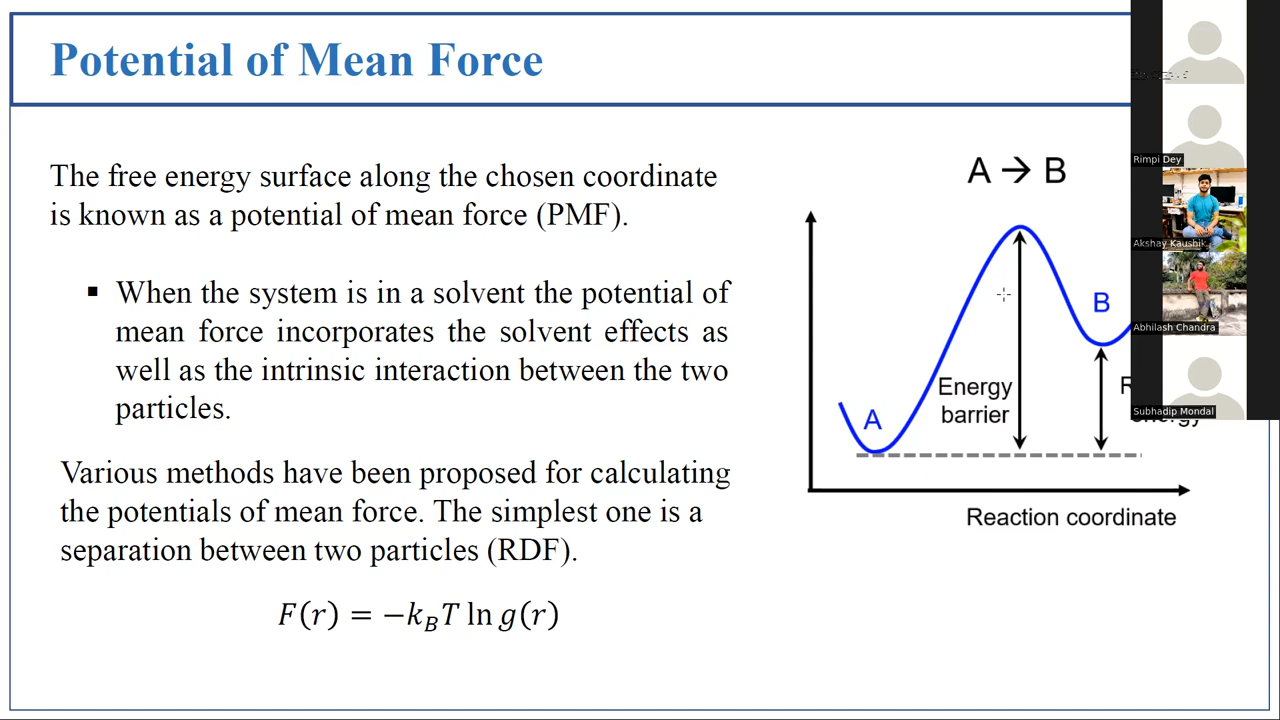 Potential of Mean Force
The free energy surface along the chosen coordinate
is known as a potential of mean force (PMF).
▪ When the system is in a solvent the potential of
mean force incorporates the solvent effects as
well as the intrinsic interaction between the two
particles.
Various methods have been proposed for calculating
the potentials of mean force. The simplest one is a
separation between two particles (RDF).
F(r) = −k_B T ln g(r)
A → B
B
A
Energy
barrier
Reaction coordinate
Rimpi Dey
Akshay Kaushik
Abhilash Chandra
Subhadip Mondal